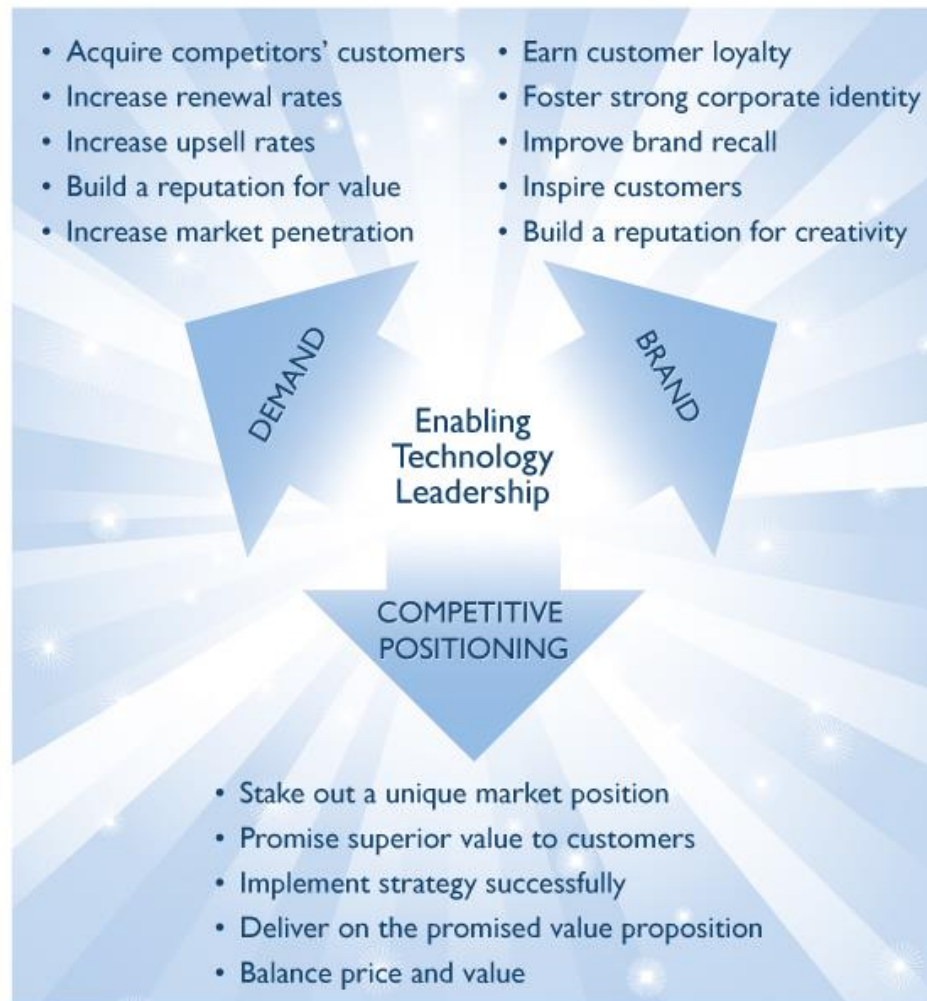 • Acquire competitors' customers
• Increase renewal rates
• Increase upsell rates
• Build a reputation for value
• Increase market penetration
• Earn customer loyalty
• Foster strong corporate identity
• Improve brand recall
• Inspire customers
• Build a reputation for creativity
DEMAND
BRAND
Enabling
Technology
Leadership
COMPETITIVE
POSITIONING
• Stake out a unique market position
• Promise superior value to customers
• Implement strategy successfully
• Deliver on the promised value proposition
• Balance price and value